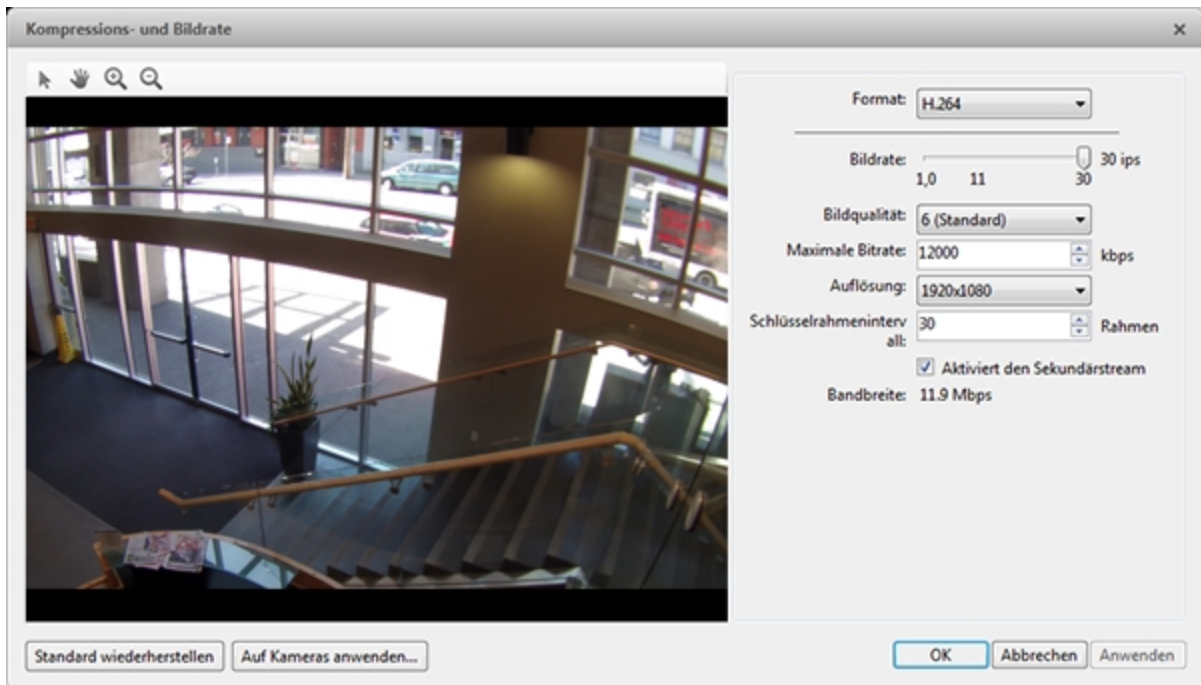 Kompressions- und Bildrate
Format: H.264
Bildrate: 30 ips
1,0 11 30
Bildqualität: 6 (Standard)
Maximale Bitrate: 12000 kbps
Auflösung: 1920x1080
Schlüsselrahmeninterv
all: 30 Rahmen
Aktiviert den Sekundärstream
Bandbreite: 11.9 Mbps
Standard wiederherstellen Auf Kameras anwenden... OK Abbrechen Anwenden